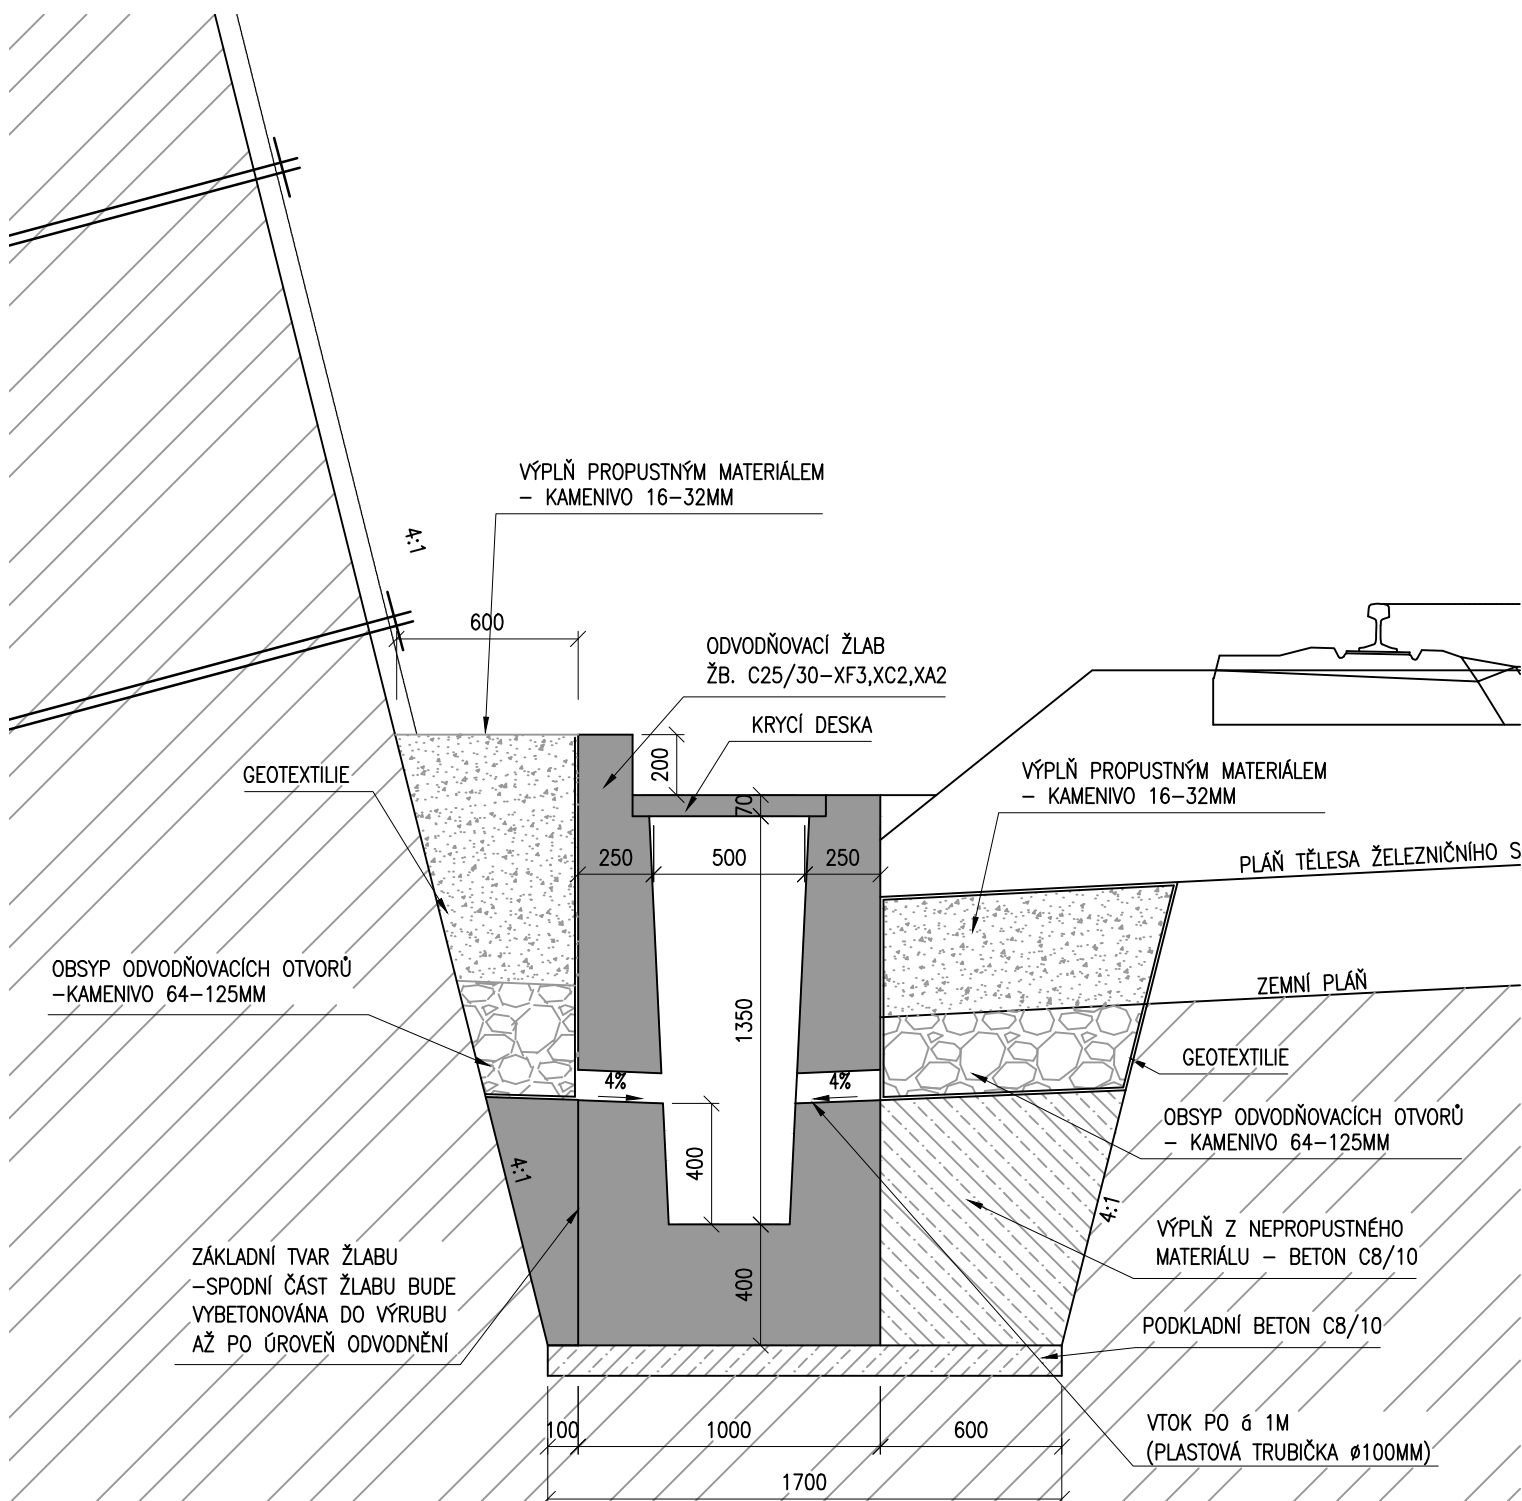 VÝPLŇ PROPUSTNÝM MATERIÁLEM
– KAMENIVO 16–32MM
4:1
600
ODVODŇOVACÍ ŽLAB
ŽB. C25/30–XF3,XC2,XA2
KRYCÍ DESKA
200
GEOTEXTILIE
VÝPLŇ PROPUSTNÝM MATERIÁLEM
– KAMENIVO 16–32MM
70
250
500
250
PLÁŇ TĚLESA ŽELEZNIČNÍHO S
OBSYP ODVODŇOVACÍCH OTVORŮ
–KAMENIVO 64–125MM
ZEMNÍ PLÁŇ
1350
GEOTEXTILIE
4%
4%
OBSYP ODVODŇOVACÍCH OTVORŮ
– KAMENIVO 64–125MM
400
4:1
4:1
VÝPLŇ Z NEPROPUSTNÉHO
MATERIÁLU – BETON C8/10
ZÁKLADNÍ TVAR ŽLABU
–SPODNÍ ČÁST ŽLABU BUDE
VYBETONOVÁNA DO VÝRUBU
AŽ PO ÚROVEŇ ODVODNĚNÍ
400
PODKLADNÍ BETON C8/10
100
1000
600
VTOK PO á 1M
(PLASTOVÁ TRUBIČKA ø100MM)
1700